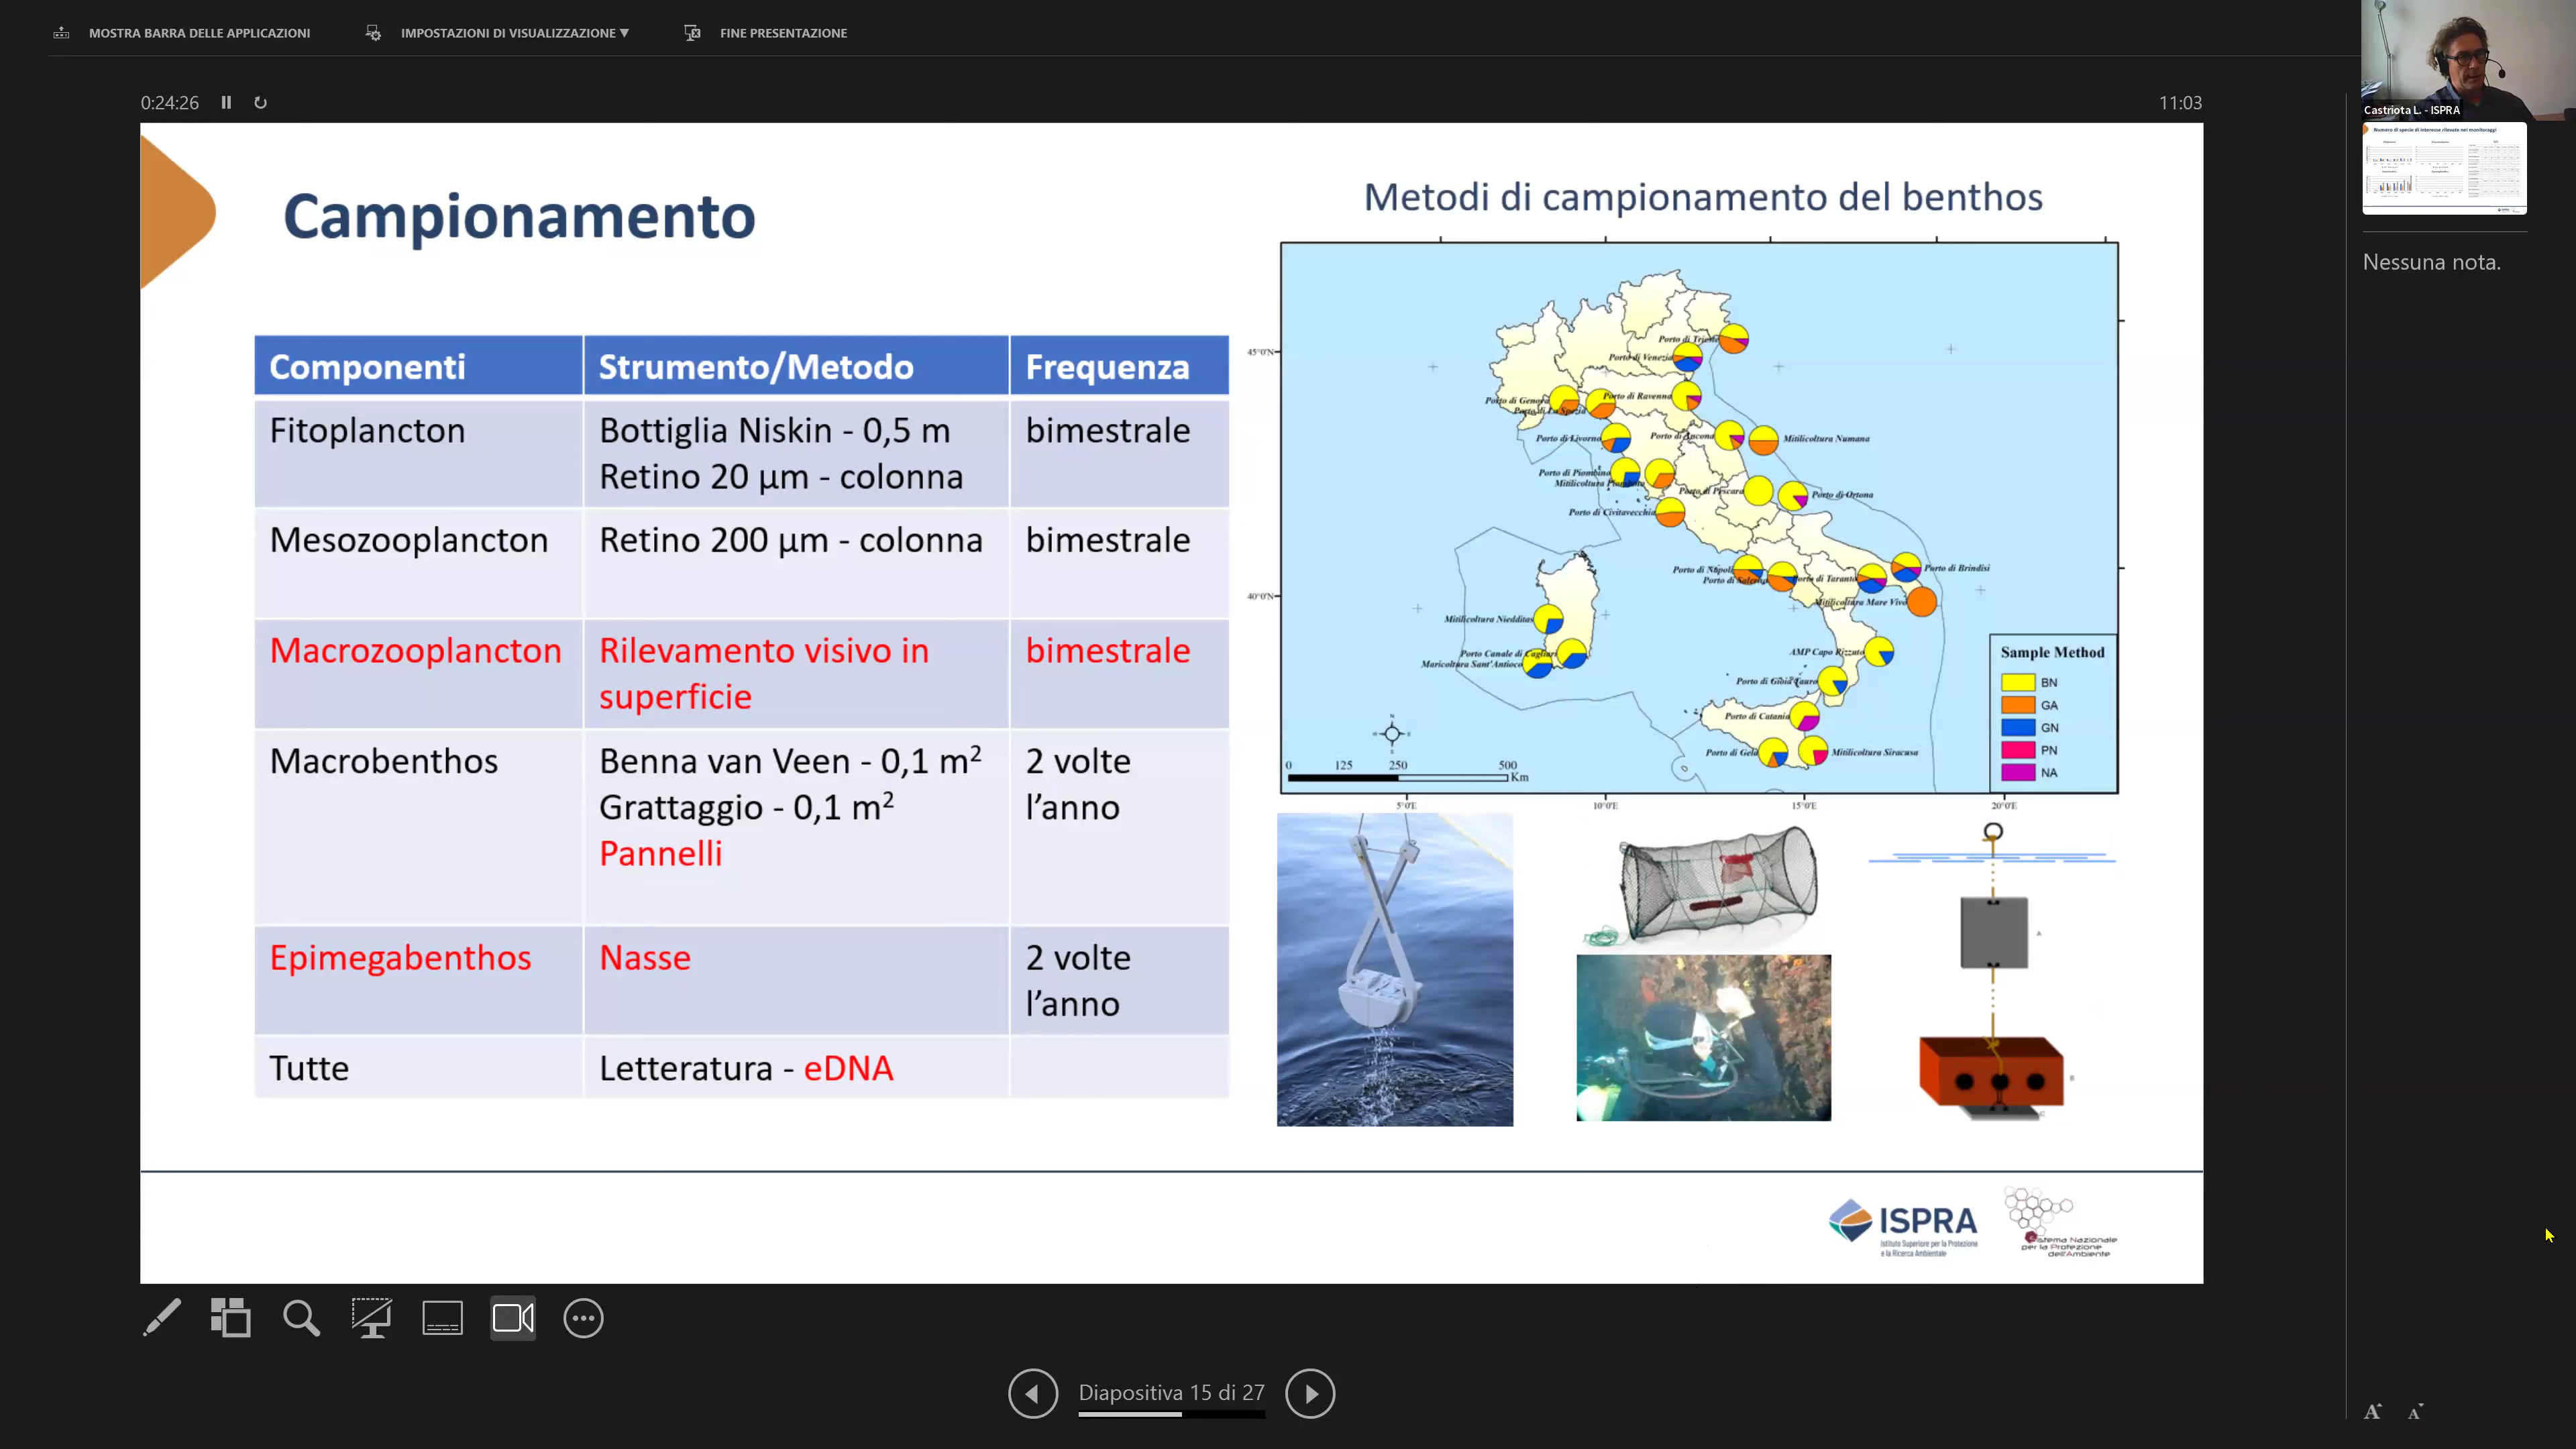 MOSTRA BARRA DELLE APPLICAZIONI
IMPOSTAZIONI DI VISUALIZZAZIONE ▼
FINE PRESENTAZIONE
0:24:26
11:03
Castriota L. - ISPRA
Numero di specie di interesse rilevate nei monitoraggi
Nessuna nota.
Campionamento
Componenti Strumento/Metodo Frequenza
Fitoplancton Bottiglia Niskin - 0,5 m bimestrale
Retino 20 µm - colonna
Mesozooplancton Retino 200 µm - colonna bimestrale
Macrozooplancton Rilevamento visivo in bimestrale
superficie
Macrobenthos Benna van Veen - 0,1 m² 2 volte
Grattaggio - 0,1 m² l’anno
Pannelli
Epimegabenthos Nasse 2 volte
l’anno
Tutte Letteratura - eDNA
Metodi di campionamento del benthos
45°0'N
40°0'N
Porto di Trieste
Porto di Venezia
Porto di Genova
Porto di La Spezia
Porto di Ravenna
Porto di Livorno
Porto di Ancona
Mitilicoltura Numana
Porto di Piombino
Mitilicoltura Piombino
Porto di Pescara
Porto di Ortona
Porto di Civitavecchia
Porto di Napoli
Porto di Salerno
Porto di Taranto
Porto di Brindisi
Mitilicoltura Mare Vivo
Mitilicoltura Nieddittas
Porto Canale di Cagliari
Maricoltura Sant'Antioco
AMP Capo Rizzuto
Porto di Gioia Tauro
Porto di Catania
Porto di Gela
Mitilicoltura Siracusa
Sample Method
BN
GA
GN
PN
NA
N
0 125 250 500
Km
5°0'E 10°0'E 15°0'E 20°0'E
A
B
C
ISPRA
Istituto Superiore per la Protezione
e la Ricerca Ambientale
Sistema Nazionale
per la Protezione
dell'Ambiente
Diapositiva 15 di 27
A A